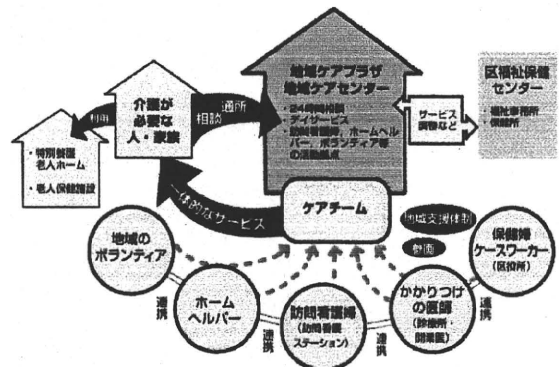 地域ケアプラザ
地域ケアセンター
・24時間相談
・デイサービス
・訪問看護婦、ホームヘル
パー、ボランティア等
の活動拠点
区福祉保健
センター
・福祉事務所
・保健所
サービス
調整など
介護が
必要な
人・家族
通所
相談
利用
・特別養護
老人ホーム
・老人保健施設
一体的なサービス
ケアチーム
地域支援体制
参画
地域の
ボランティア
ホーム
ヘルパー
訪問看護婦
(訪問看護
ステーション)
かかりつけ
の医師
(診療所・
開業医)
保健婦
ケースワーカー
(区役所)
連携
連携
連携
連携